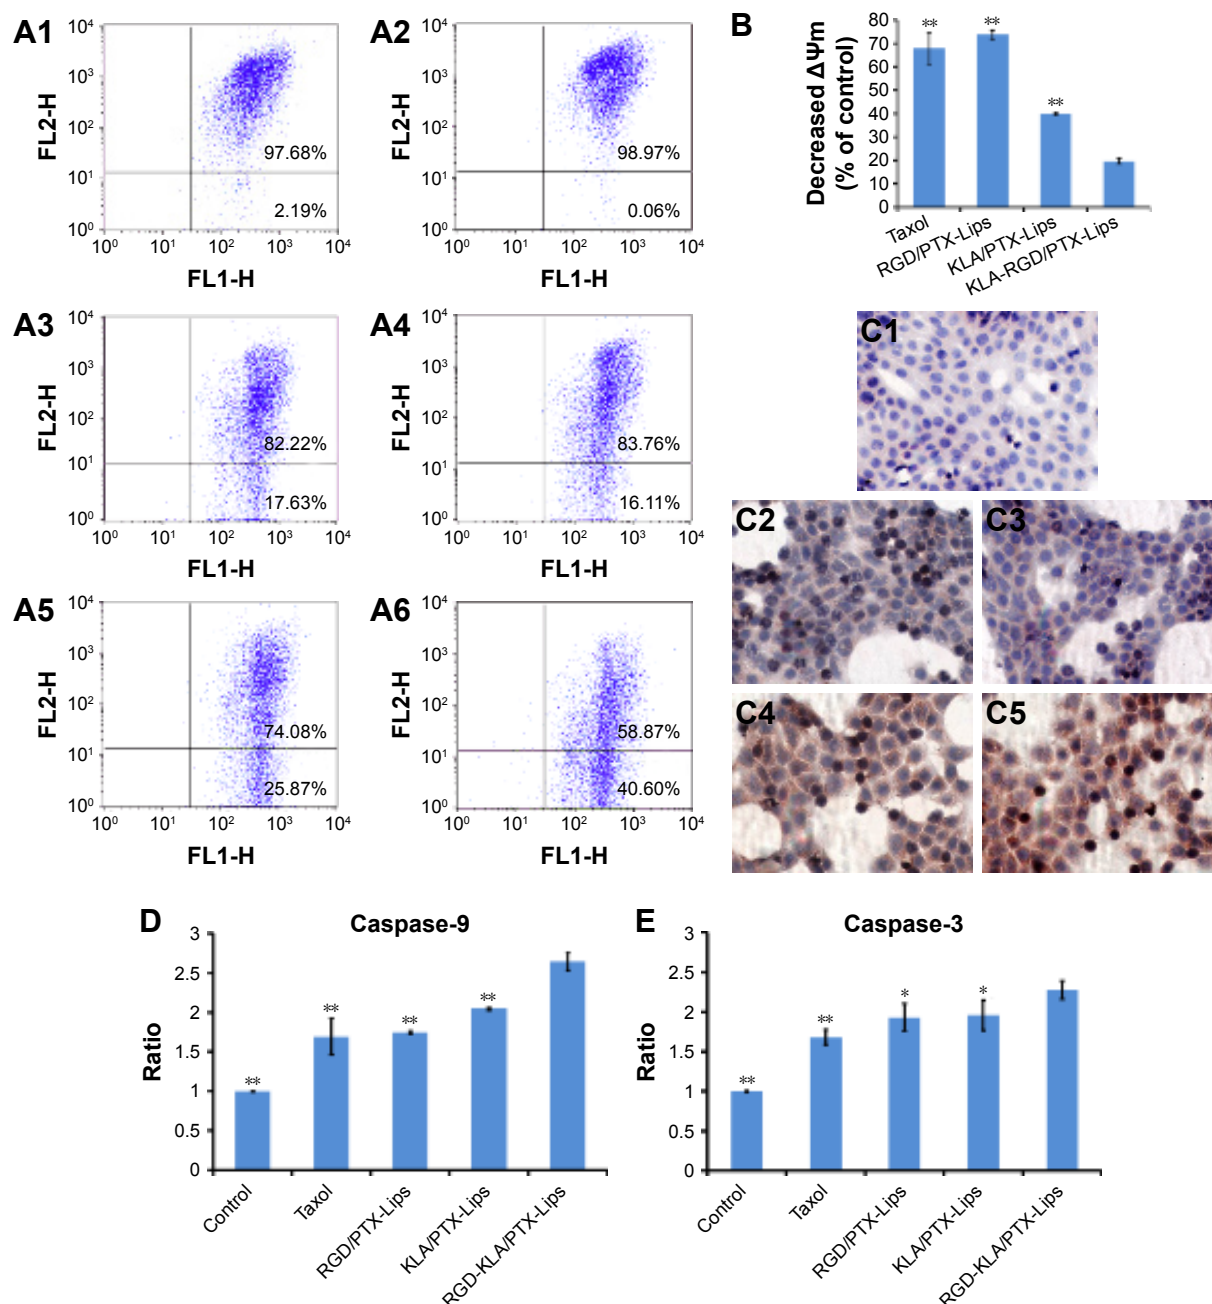 A1
10⁴
10³
10²
10¹
10⁰
FL2-H
97.68%
2.19%
10⁰ 10¹ 10² 10³ 10⁴
FL1-H
A2
10⁴
10³
10²
10¹
10⁰
FL2-H
98.97%
0.06%
10⁰ 10¹ 10² 10³ 10⁴
FL1-H
B
Decreased ΔΨm
(% of control)
80
70
60
50
40
30
20
10
0
** ** **
Taxol
RGD/PTX-Lips
KLA/PTX-Lips
KLA-RGD/PTX-Lips
A3
10⁴
10³
10²
10¹
10⁰
FL2-H
82.22%
17.63%
10⁰ 10¹ 10² 10³ 10⁴
FL1-H
A4
10⁴
10³
10²
10¹
10⁰
FL2-H
83.76%
16.11%
10⁰ 10¹ 10² 10³ 10⁴
FL1-H
C1
C2
C3
A5
10⁴
10³
10²
10¹
10⁰
FL2-H
74.08%
25.87%
10⁰ 10¹ 10² 10³ 10⁴
FL1-H
A6
10⁴
10³
10²
10¹
10⁰
FL2-H
58.87%
40.60%
10⁰ 10¹ 10² 10³ 10⁴
FL1-H
C4
C5
D
Caspase-9
Ratio
3
2.5
2
1.5
1
0.5
0
** ** ** **
Control
Taxol
RGD/PTX-Lips
KLA/PTX-Lips
RGD-KLA/PTX-Lips
E
Caspase-3
Ratio
3
2.5
2
1.5
1
0.5
0
** ** * *
Control
Taxol
RGD/PTX-Lips
KLA/PTX-Lips
RGD-KLA/PTX-Lips